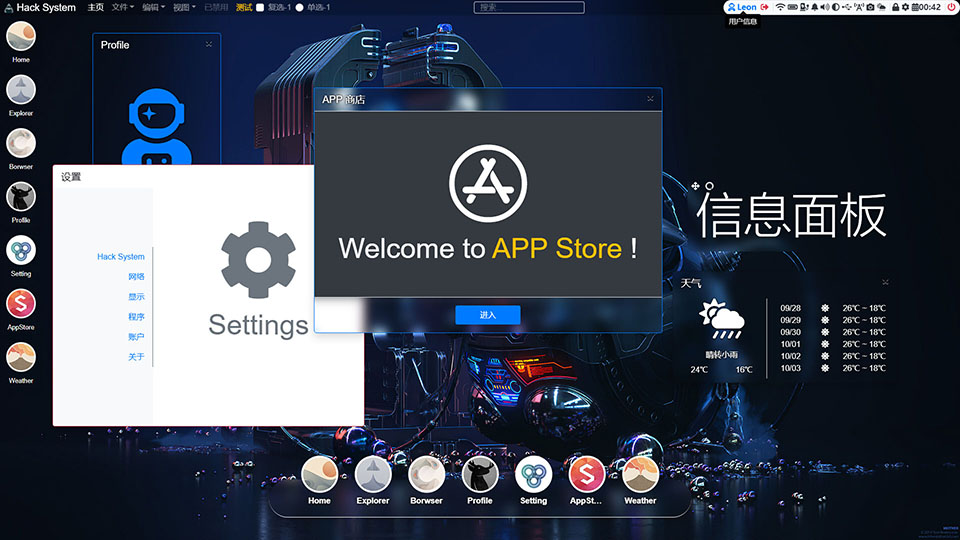 Hack System 主页 文件 编辑 视图 已禁用 测试 复选-1 单选-1 搜索... Leon 00:42
用户信息
Home
Explorer
Borwser
Profile
Setting
AppStore
Weather
Profile
设置
Hack System
网络
显示
程序
账户
关于
Settings
APP 商店
Welcome to APP Store !
进入
信息面板
天气
晴转小雨
24℃ 16℃
09/28 26℃ ~ 18℃
09/29 26℃ ~ 18℃
09/30 26℃ ~ 18℃
10/01 26℃ ~ 18℃
10/02 26℃ ~ 18℃
10/03 26℃ ~ 18℃
Home Explorer Borwser Profile Setting AppSt... Weather